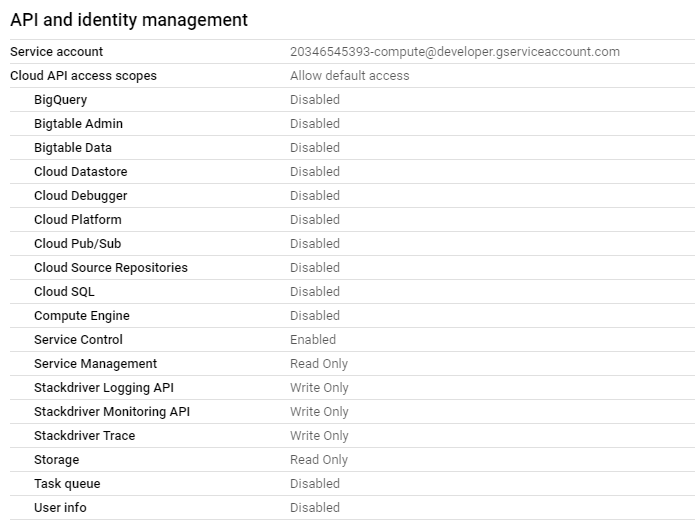 API and identity management
Service account 20346545393-compute@developer.gserviceaccount.com
Cloud API access scopes Allow default access
BigQuery Disabled
Bigtable Admin Disabled
Bigtable Data Disabled
Cloud Datastore Disabled
Cloud Debugger Disabled
Cloud Platform Disabled
Cloud Pub/Sub Disabled
Cloud Source Repositories Disabled
Cloud SQL Disabled
Compute Engine Disabled
Service Control Enabled
Service Management Read Only
Stackdriver Logging API Write Only
Stackdriver Monitoring API Write Only
Stackdriver Trace Write Only
Storage Read Only
Task queue Disabled
User info Disabled